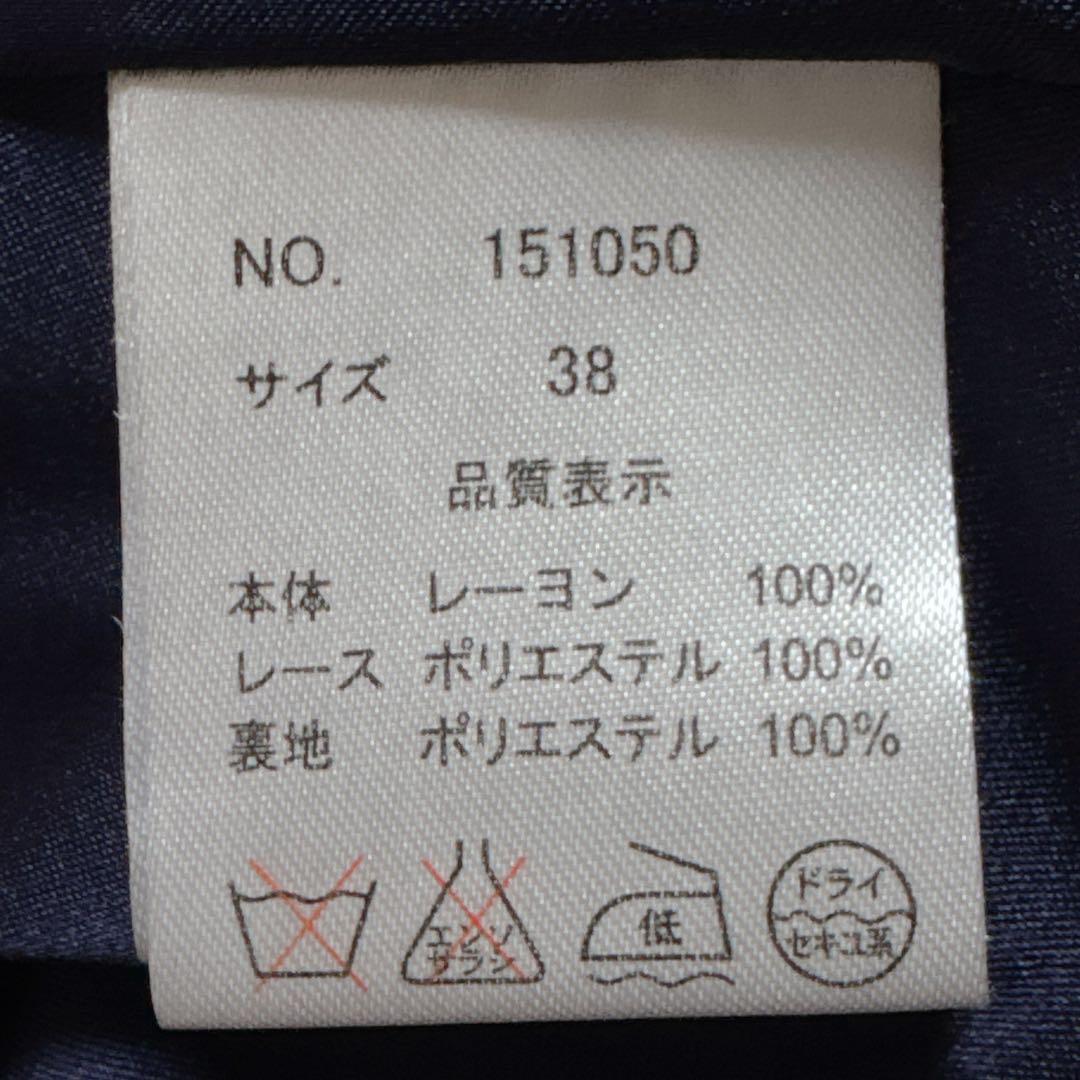 NO. 151050
サイズ 38
品質表示
本体 レーヨン 100%
レース ポリエステル 100%
裏地 ポリエステル 100%
エンソ
サラシ
低
ドライ
セキユ系